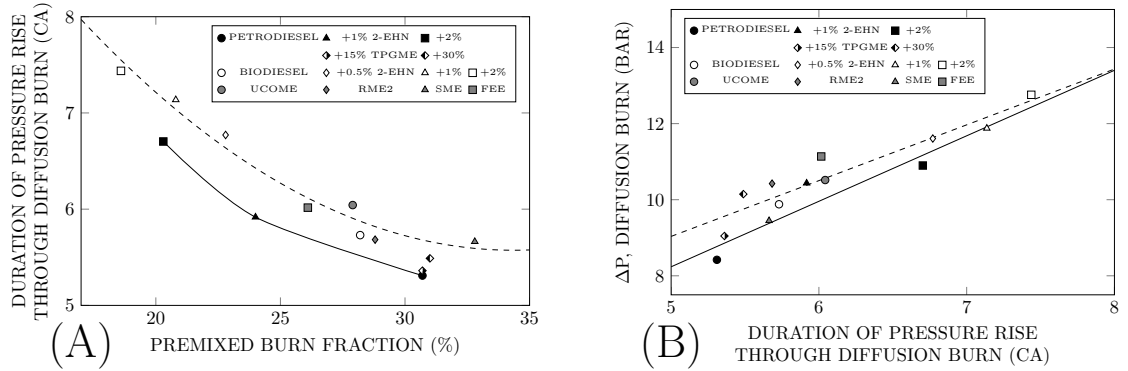 8
7
6
5
20
25
30
35
DURATION OF PRESSURE RISE
THROUGH DIFFUSION BURN (CA)
PREMIXED BURN FRACTION (%)
PETRODIESEL +1% 2-EHN +2%
+15% TPGME +30%
BIODIESEL +0.5% 2-EHN +1% +2%
UCOME RME2 SME FEE
(A)
14
12
10
8
5
6
7
8
ΔP, DIFFUSION BURN (BAR)
DURATION OF PRESSURE RISE
THROUGH DIFFUSION BURN (CA)
PETRODIESEL +1% 2-EHN +2%
+15% TPGME +30%
BIODIESEL +0.5% 2-EHN +1% +2%
UCOME RME2 SME FEE
(B)